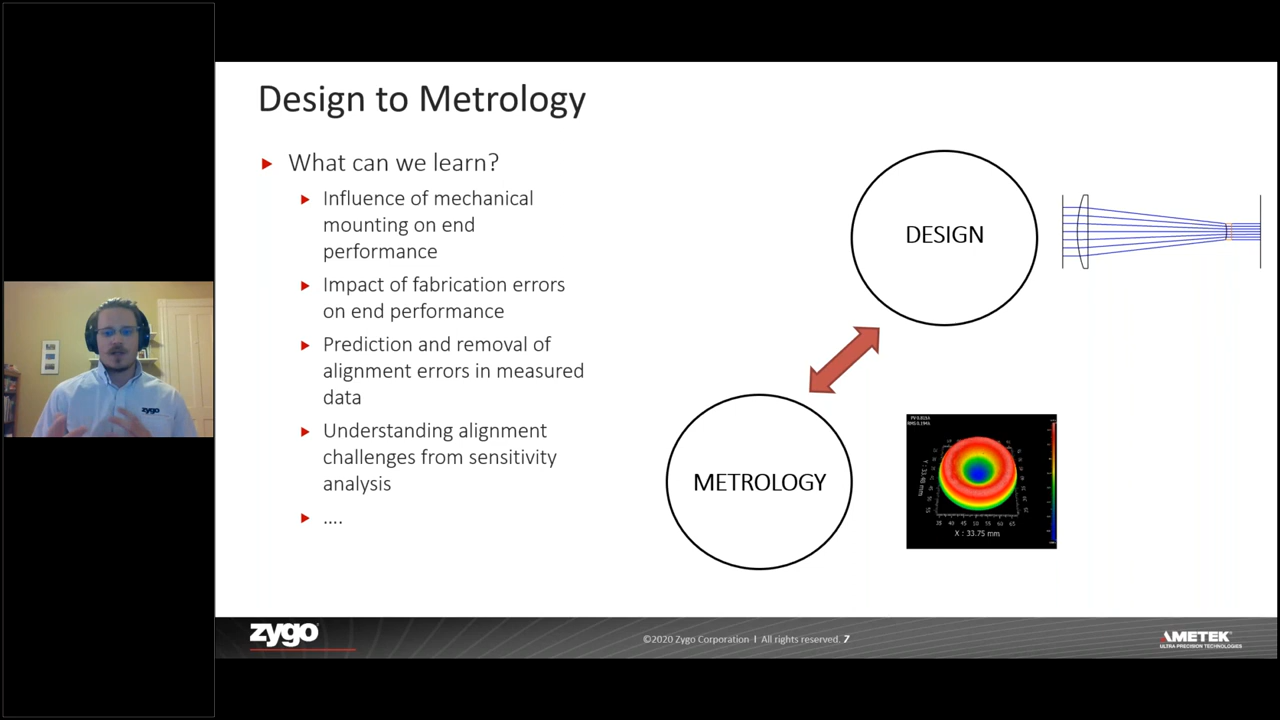 Design to Metrology
What can we learn?
Influence of mechanical
mounting on end
performance
Impact of fabrication errors
on end performance
Prediction and removal of
alignment errors in measured
data
Understanding alignment
challenges from sensitivity
analysis
....
DESIGN
METROLOGY
X : 33.75 mm
zygo
zygo
©2020 Zygo Corporation | All rights reserved. 7
AMETEK
ULTRA PRECISION TECHNOLOGIES